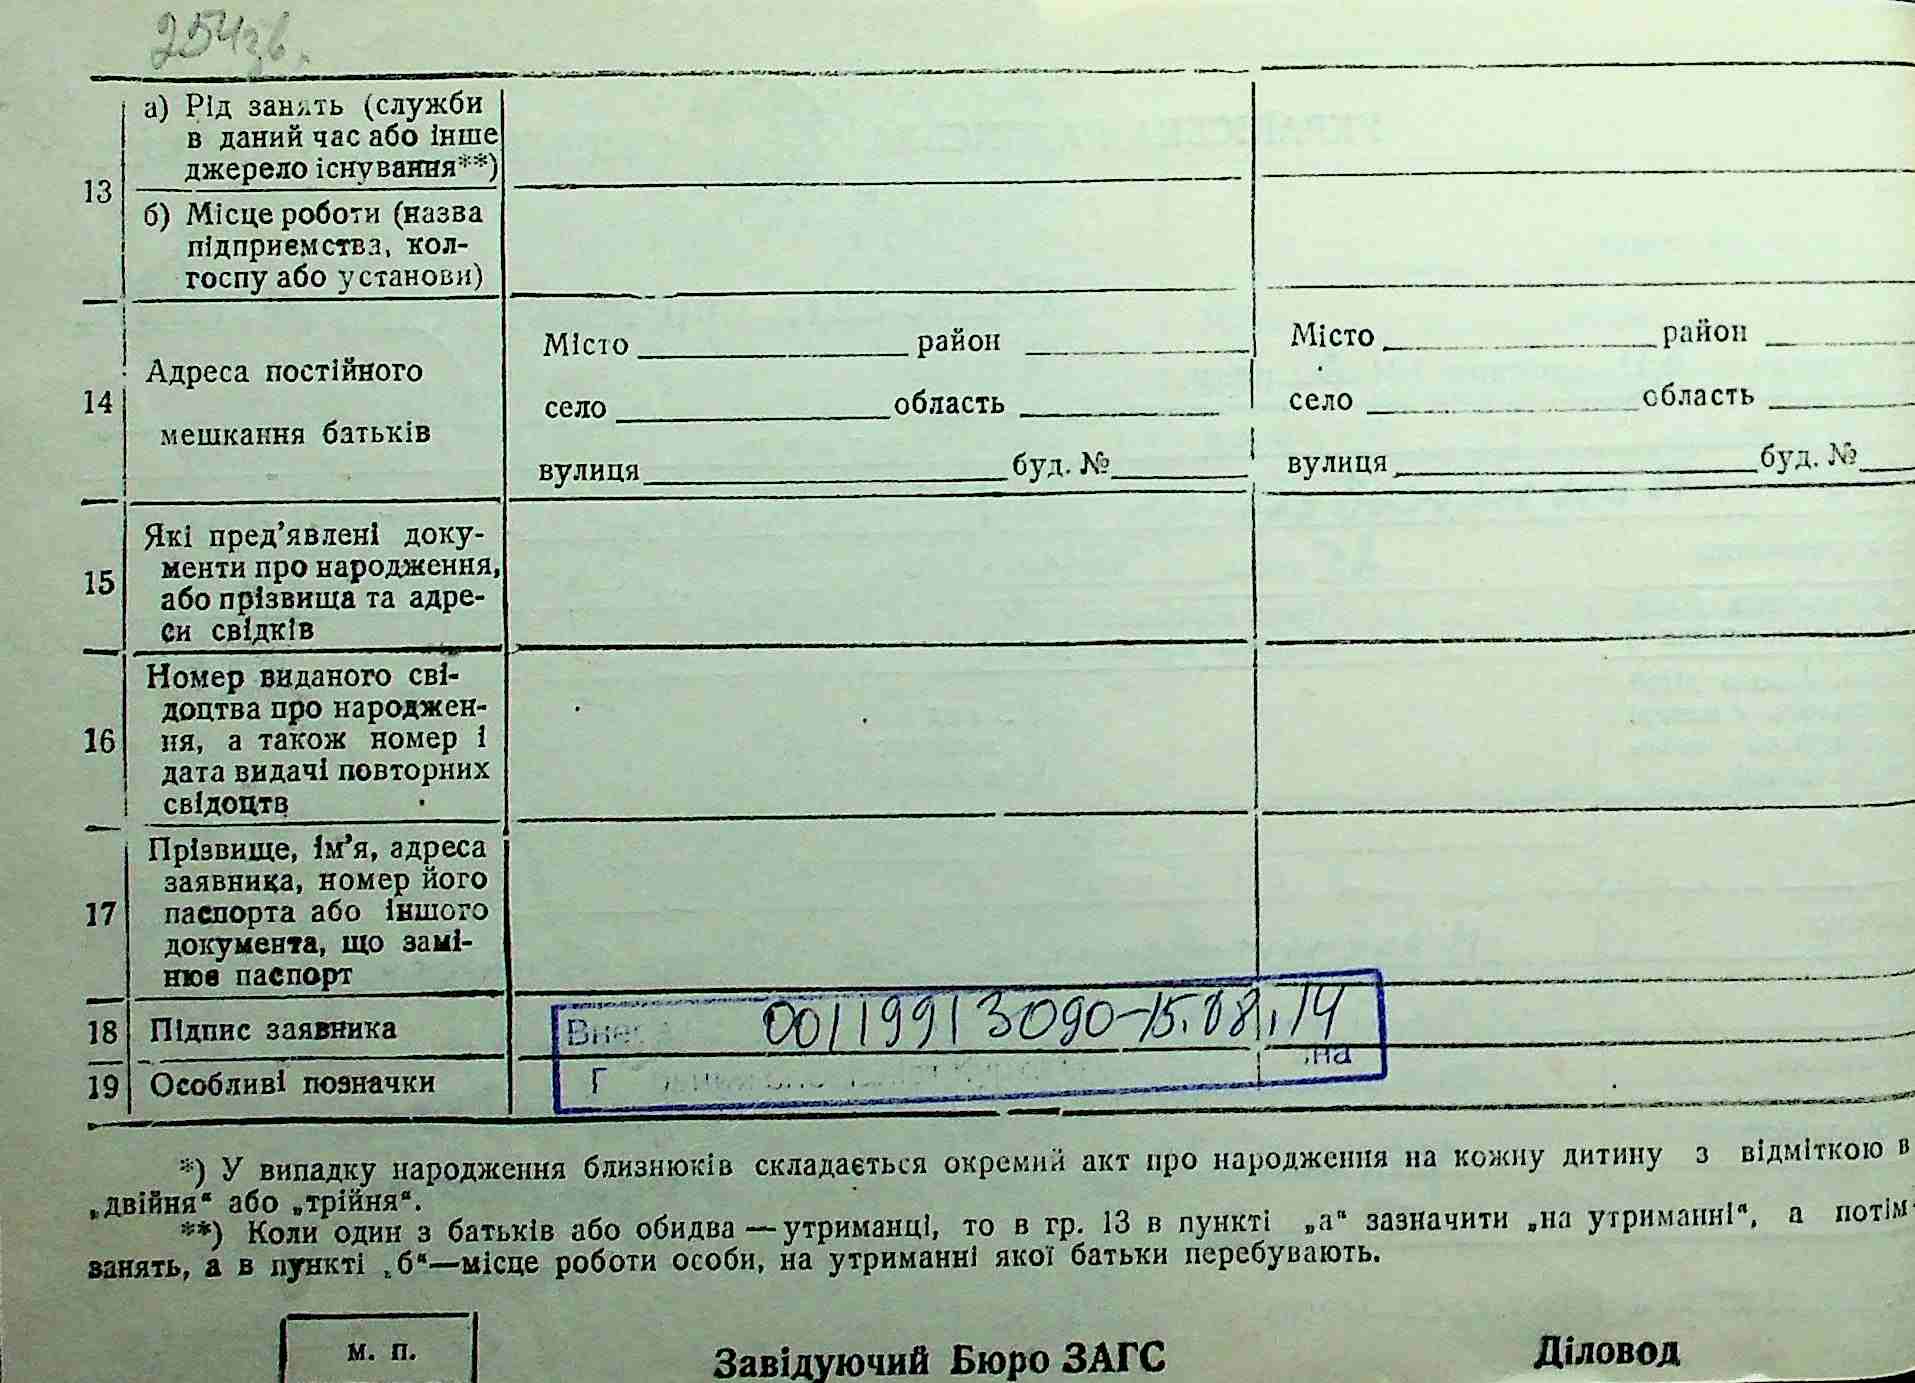 254зв.
13
а) Рід занять (служби
в даний час або інше
джерело існування**)
б) Місце роботи (назва
підприємства, кол-
госпу або установи)
14
Адреса постійного
мешкання батьків
Місто район
село область
вулиця буд. №
Місто район
село область
вулиця буд. №
15
Які пред’явлені доку-
менти про народження,
або прізвища та адре-
си свідків
16
Номер виданого сві-
доцтва про народжен-
ня, а також номер і
дата видачі повторних
свідоцтв
17
Прізвище, ім’я, адреса
заявника, номер його
паспорта або іншого
документа, що замі-
нює паспорт
18 Підпис заявника
00119913090-15.08.14
19 Особливі позначки
*) У випадку народження близнюків складається окремий акт про народження на кожну дитину з відміткою в
„двійня“ або „трійня“.
**) Коли один з батьків або обидва — утриманці, то в гр. 13 в пункті „а“ зазначити „на утриманні“, а потім
занять, а в пункті „б“—місце роботи особи, на утриманні якої батьки перебувають.
м. п.
Завідуючий Бюро ЗАГС
Діловод